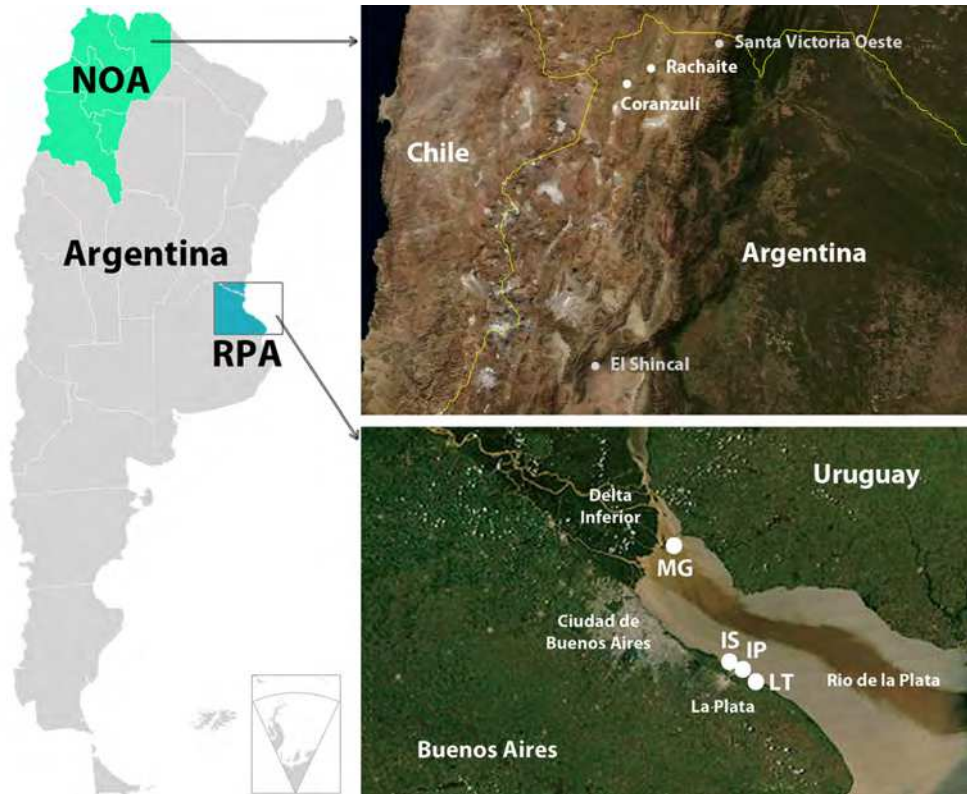 NOA
Argentina
RPA
Santa Victoria Oeste
Rachaite
Coranzulí
Chile
Argentina
El Shincal
Uruguay
Delta
Inferior
MG
Ciudad de
Buenos Aires
IS
IP
LT
Rio de la Plata
La Plata
Buenos Aires